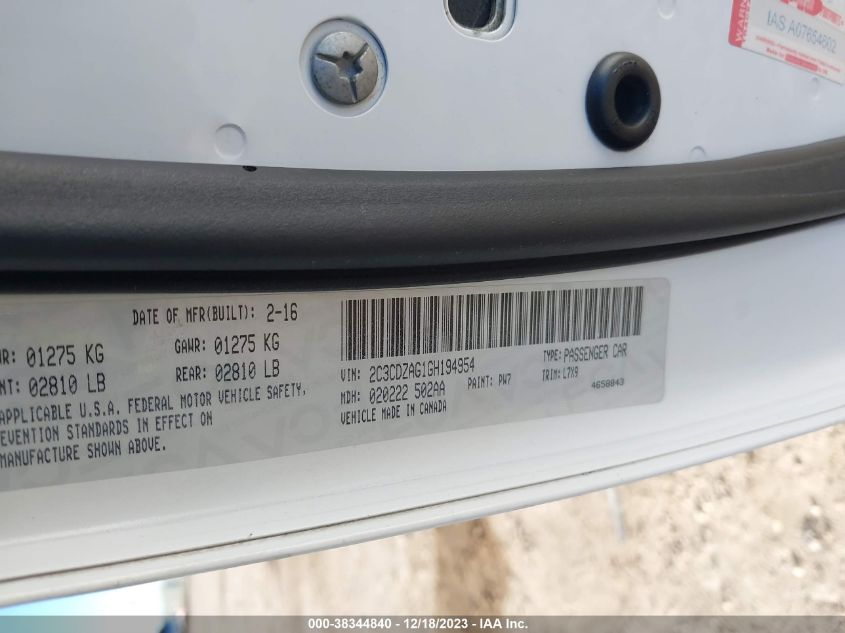 WARN
IAS A07654602
DATE OF MFR(BUILT): 2-16
R: 01275 KG GAWR: 01275 KG
NT: 02810 LB REAR: 02810 LB
APPLICABLE U.S.A. FEDERAL MOTOR VEHICLE SAFETY,
EVENTION STANDARDS IN EFFECT ON
MANUFACTURE SHOWN ABOVE.
VIN: 2C3CDZAG1GH194954 TYPE: PASSENGER CAR
MDH: 020222 502AA PAINT: PW7 TRIM: L7X9
VEHICLE MADE IN CANADA 4658843
000-38344840 - 12/18/2023 - IAA Inc.